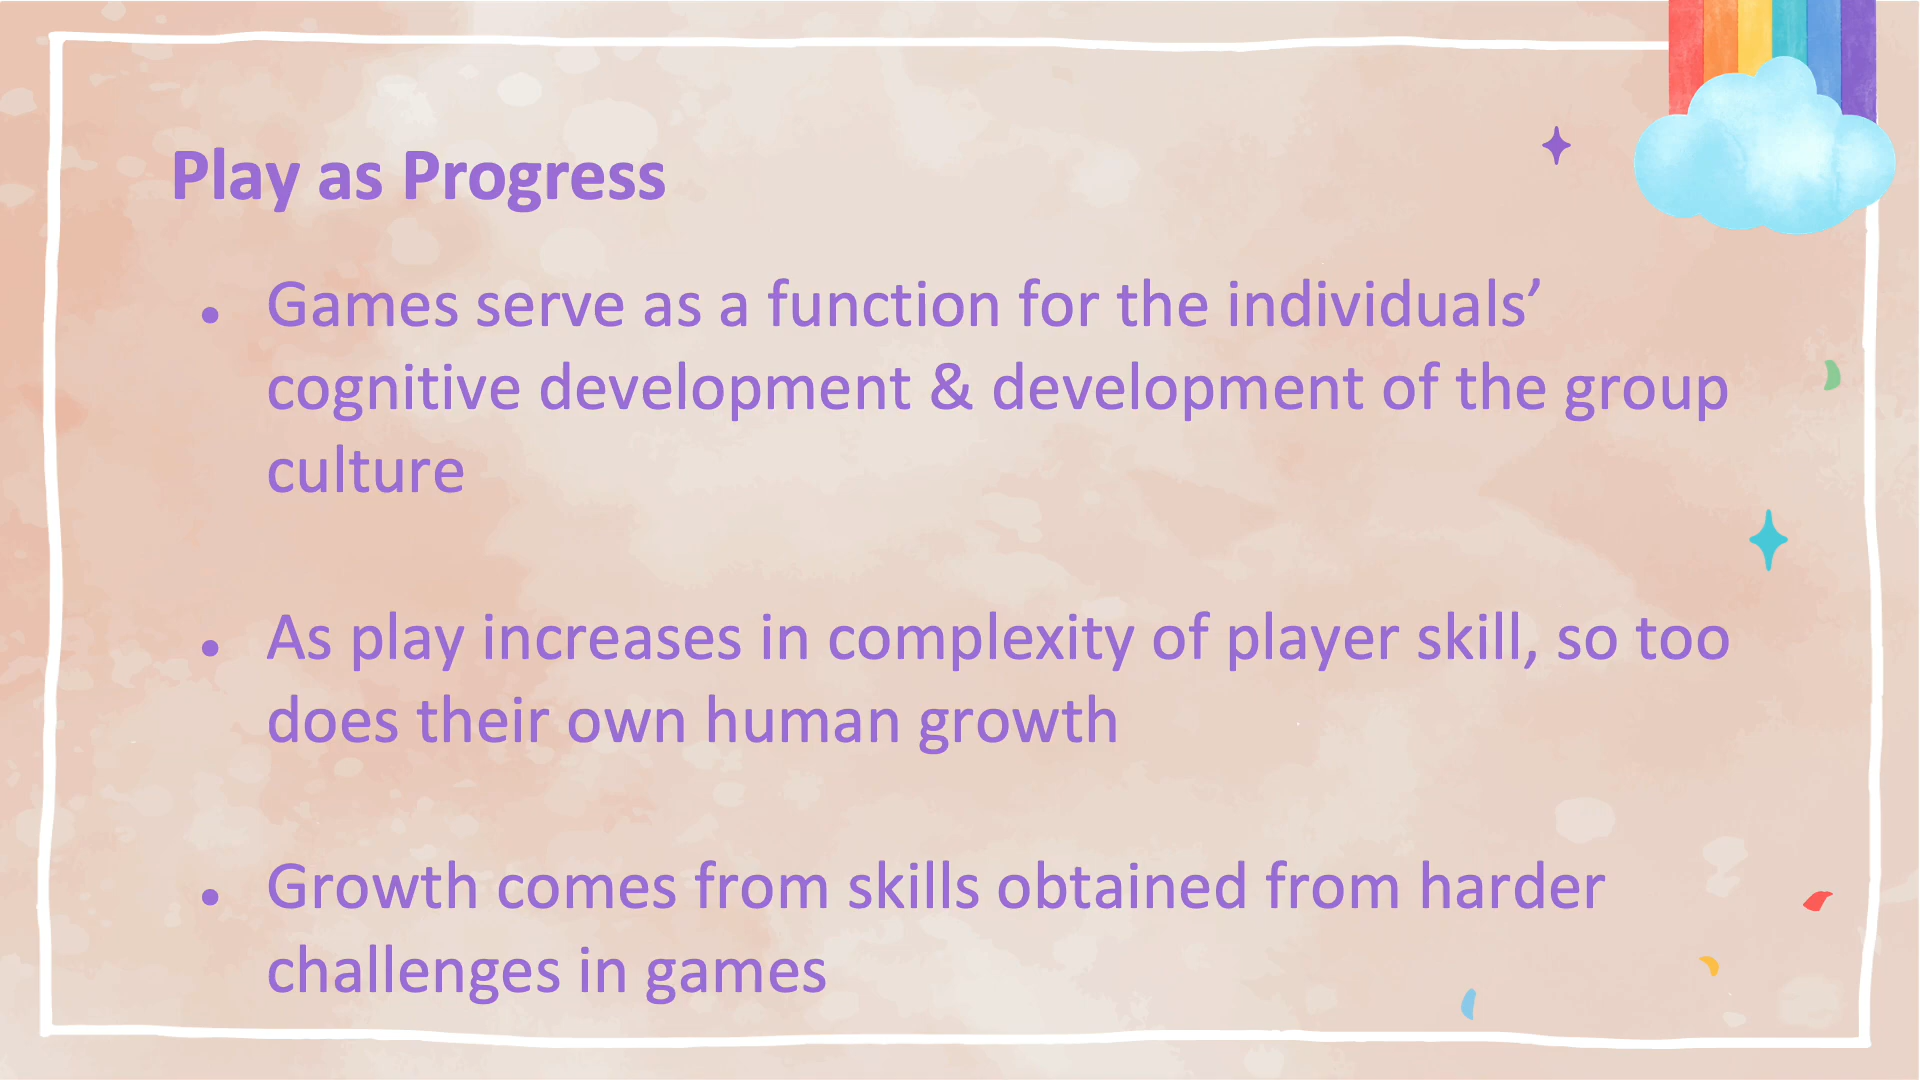 Play as Progress
• Games serve as a function for the individuals’
cognitive development & development of the group
culture
• As play increases in complexity of player skill, so too
does their own human growth
• Growth comes from skills obtained from harder
challenges in games